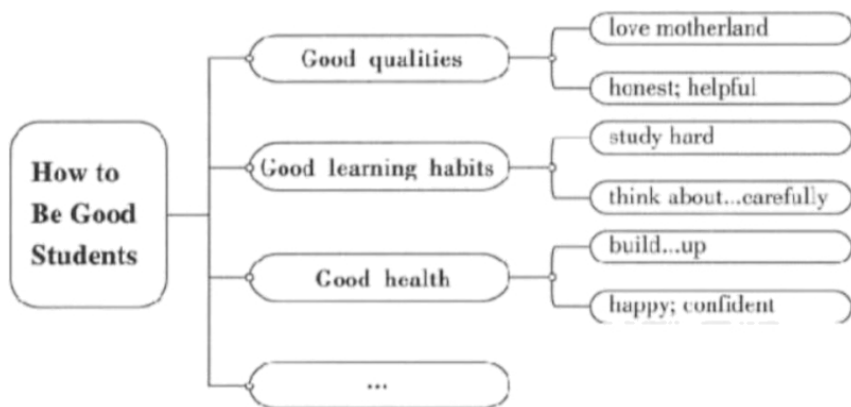 How to
Be Good
Students
Good qualities
love motherland
honest; helpful
Good learning habits
study hard
think about...carefully
Good health
build...up
happy; confident
...